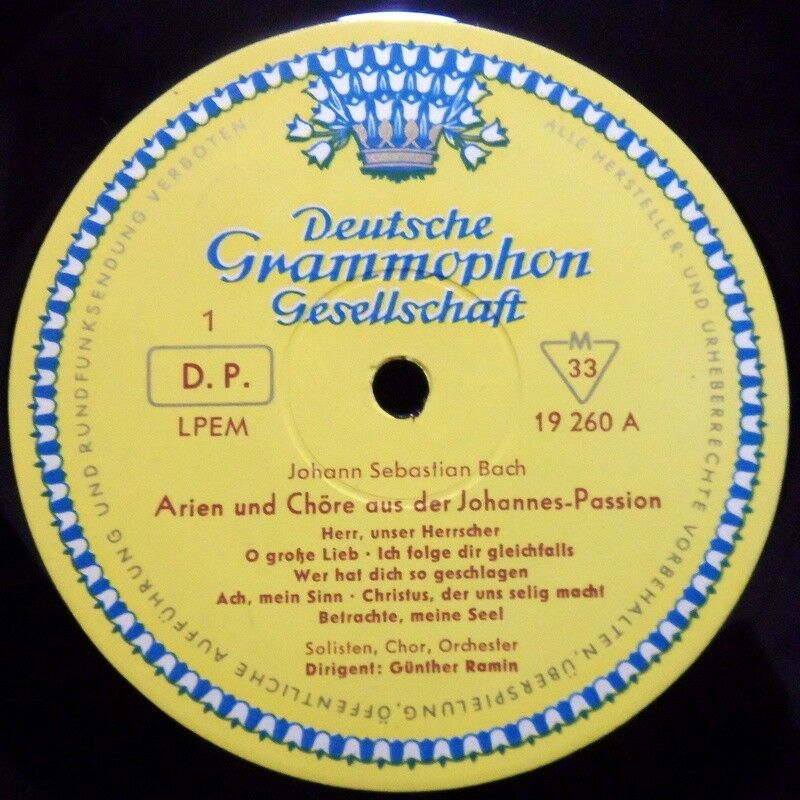 Deutsche
Grammophon
Gesellschaft
1
D. P.
LPEM
M
33
19 260 A
Johann Sebastian Bach
Arien und Chöre aus der Johannes-Passion
Herr, unser Herrscher
O große Lieb · Ich folge dir gleichfalls
Wer hat dich so geschlagen
Ach, mein Sinn · Christus, der uns selig macht
Betrachte, meine Seel
Solisten, Chor, Orchester
Dirigent: Günther Ramin
ALLE HERSTELLER- UND URHEBERRECHTE VORBEHALTEN, ÜBERSPIELUNG, ÖFFENTLICHE AUFFÜHRUNG UND RUNDFUNKSENDUNG VERBOTEN